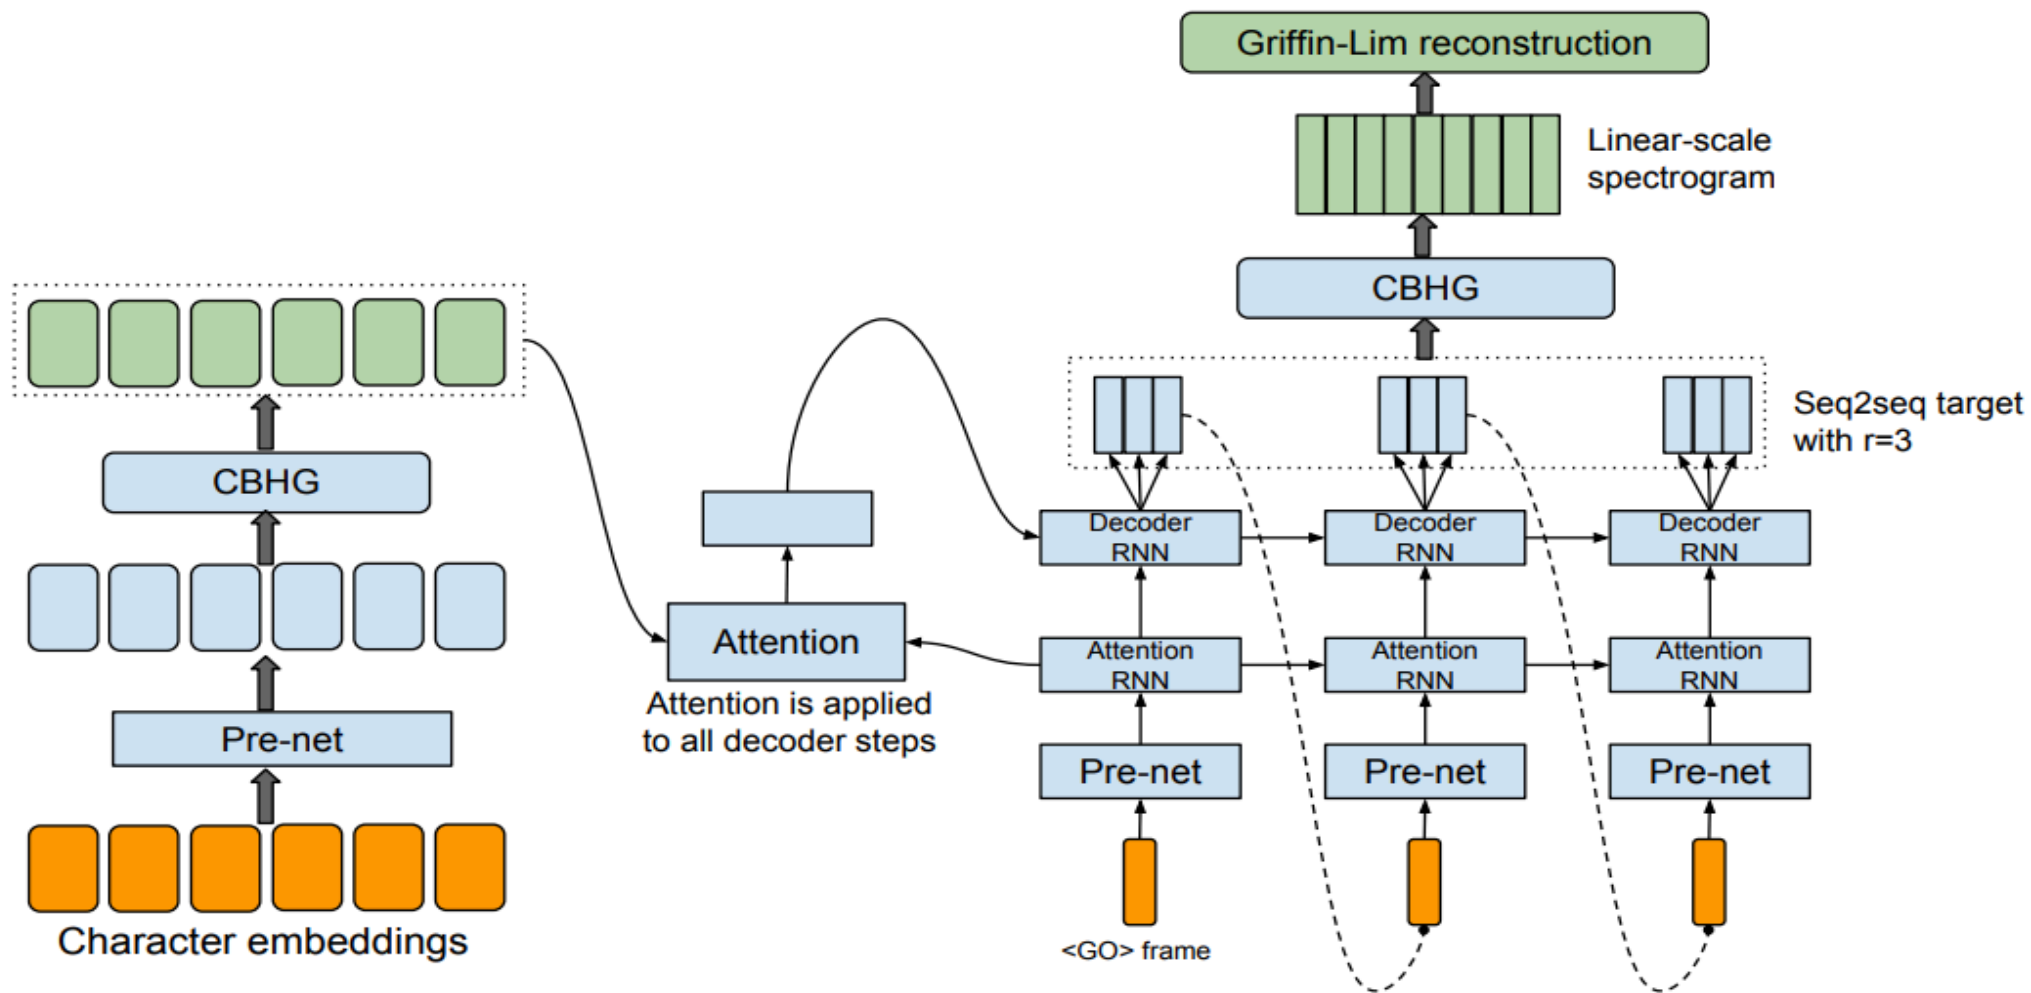 Griffin-Lim reconstruction
Linear-scale
spectrogram
CBHG
Seq2seq target
with r=3
CBHG
Decoder
RNN
Decoder
RNN
Decoder
RNN
Attention
Attention is applied
to all decoder steps
Attention
RNN
Attention
RNN
Attention
RNN
Pre-net
Pre-net
Pre-net
Pre-net
Character embeddings
<GO> frame